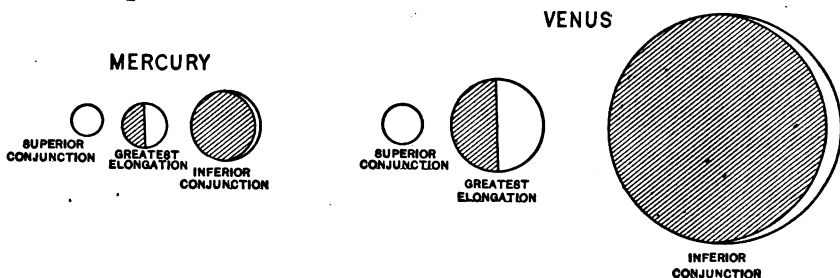 VENUS
MERCURY
SUPERIOR
CONJUNCTION
GREATEST
ELONGATION
INFERIOR
CONJUNCTION
SUPERIOR
CONJUNCTION
GREATEST
ELONGATION
INFERIOR
CONJUNCTION